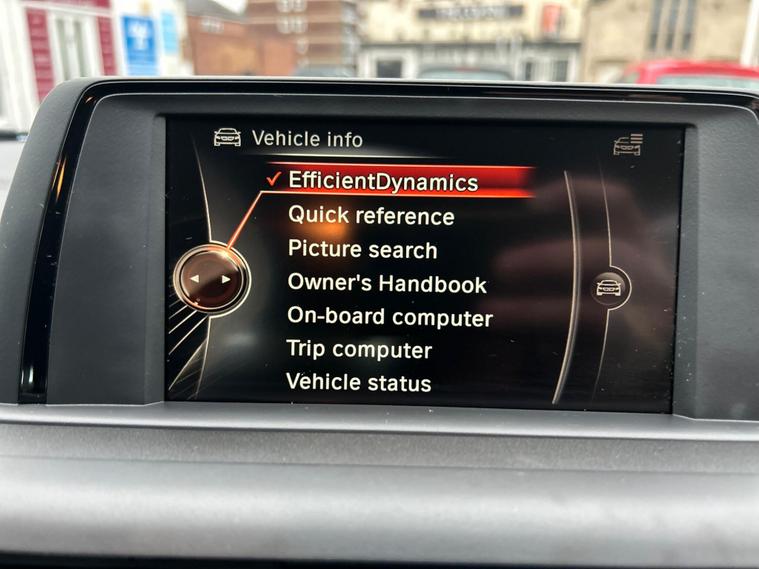 Vehicle info
EfficientDynamics
Quick reference
Picture search
Owner's Handbook
On-board computer
Trip computer
Vehicle status